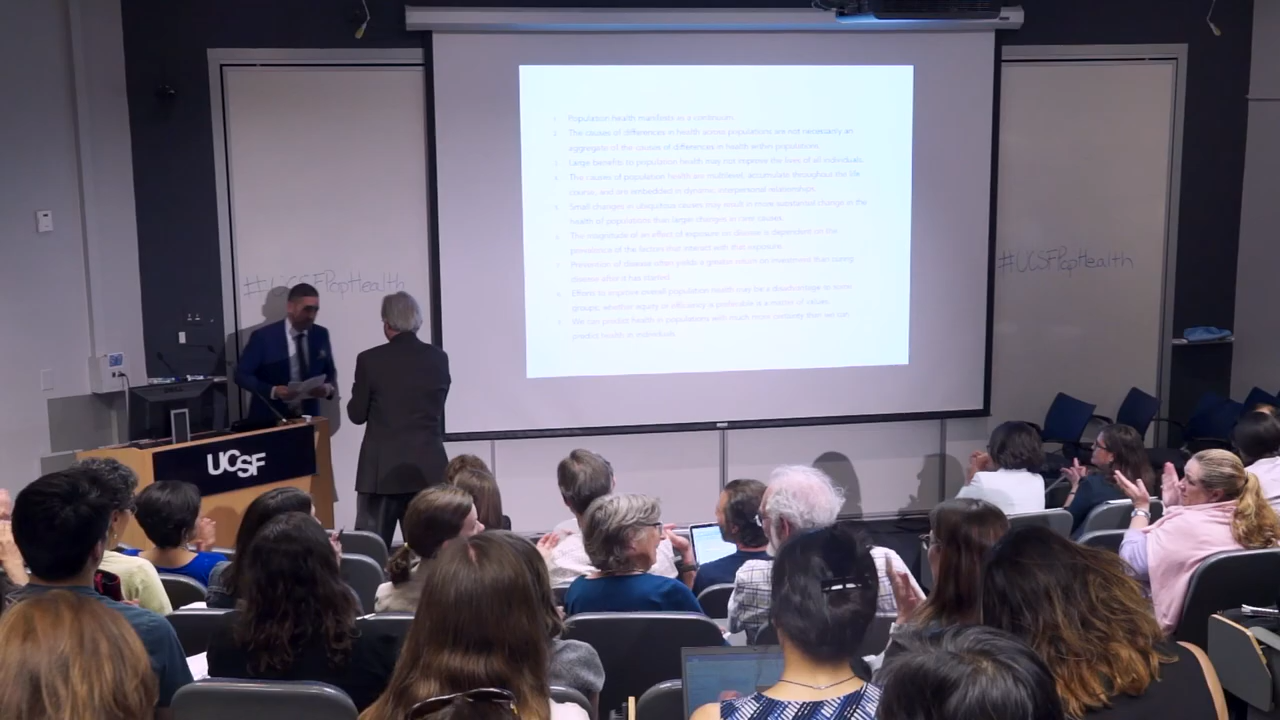 Population health manifests as a continuum.
The causes of differences in health across populations are not necessarily an
aggregate of the causes of differences in health within populations.
Large benefits to population health may not improve the lives of all individuals.
The causes of population health are multilevel, accumulate throughout the life
course, and are embedded in dynamic interpersonal relationships.
Small changes in ubiquitous causes may result in more substantial change in the
health of populations than larger changes in rarer causes.
The magnitude of an effect of exposure on disease is dependent on the
prevalence of the factors that interact with that exposure.
Prevention of disease often yields a greater return on investment than curing
disease after it has started.
Efforts to improve overall population health may be a disadvantage to some
groups; whether equity or efficiency is preferable is a matter of values.
We can predict health in populations with much more certainty than we can
predict health in individuals.
#UCSFPopHealth
#UCSFPopHealth
DELL
UCSF